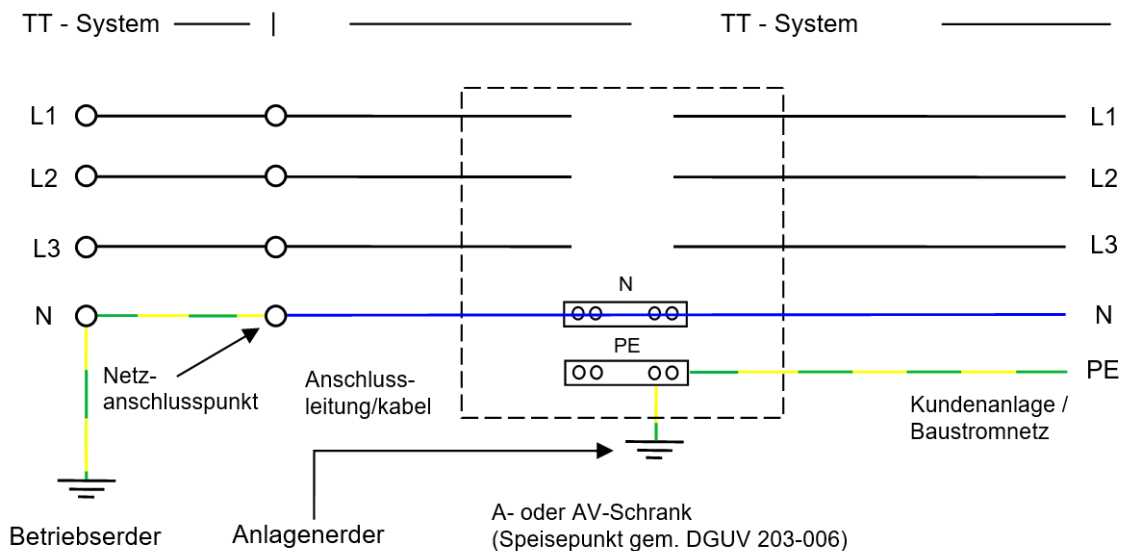 TT - System
|
TT - System
L1
L1
L2
L2
L3
L3
N
N
N
PE
PE
Netz-
anschlusspunkt
Anschluss-
leitung/kabel
Kundenanlage /
Baustromnetz
Betriebserder
Anlagenerder
A- oder AV-Schrank
(Speisepunkt gem. DGUV 203-006)